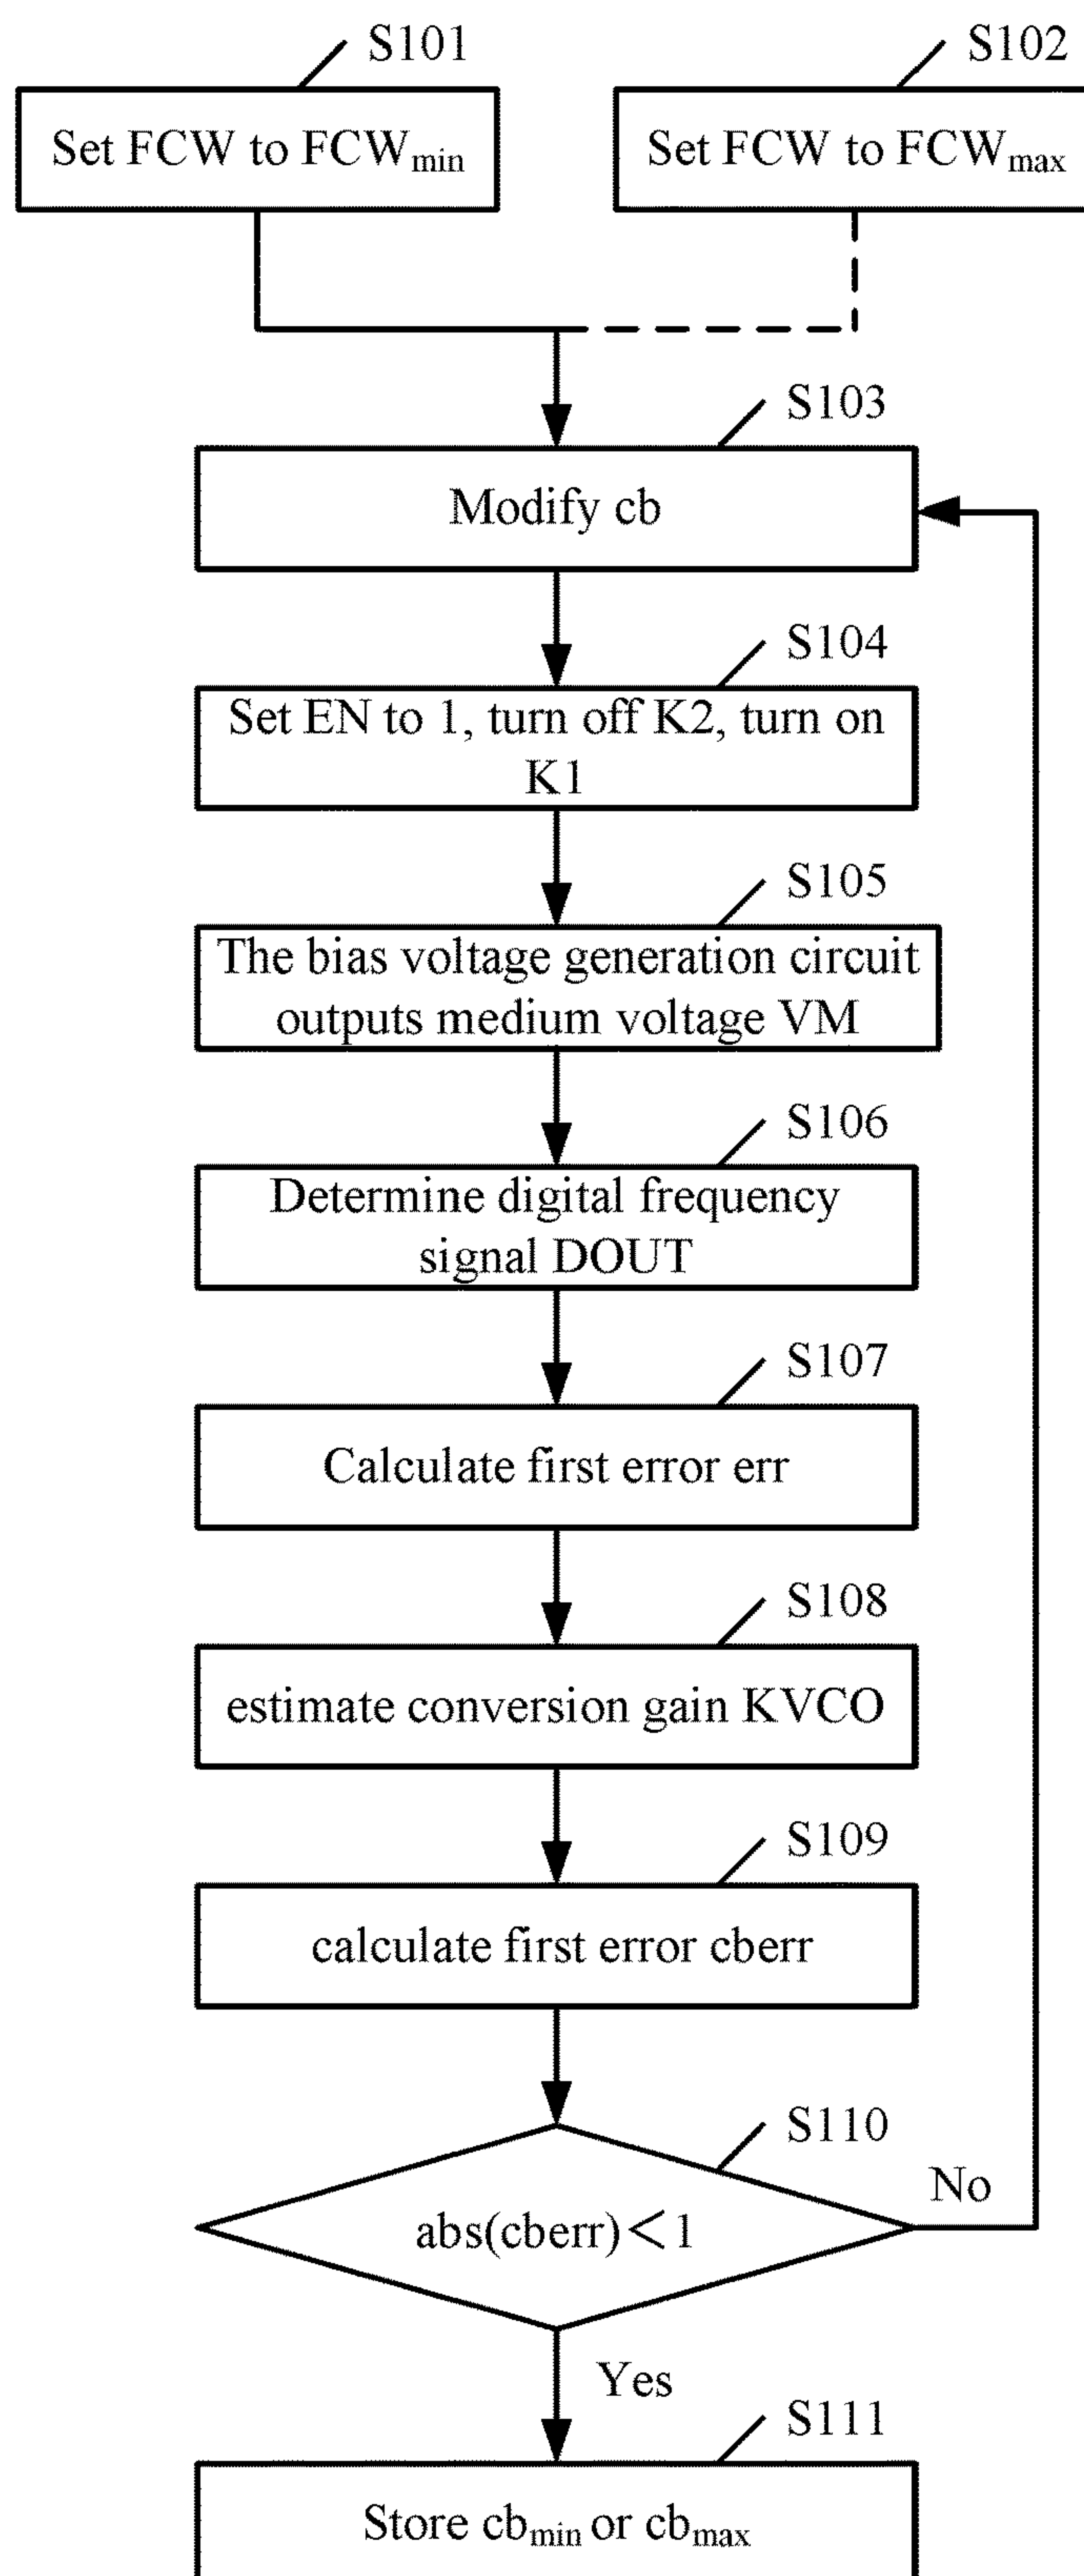 S101
S102
Set FCW to FCWmin
Set FCW to FCWmax
S103
Modify cb
S104
Set EN to 1, turn off K2, turn on
K1
S105
The bias voltage generation circuit
outputs medium voltage VM
S106
Determine digital frequency
signal DOUT
S107
Calculate first error err
S108
estimate conversion gain KVCO
S109
calculate first error cberr
S110
No
abs(cberr)<1
Yes
S111
Store cbmin or cbmax